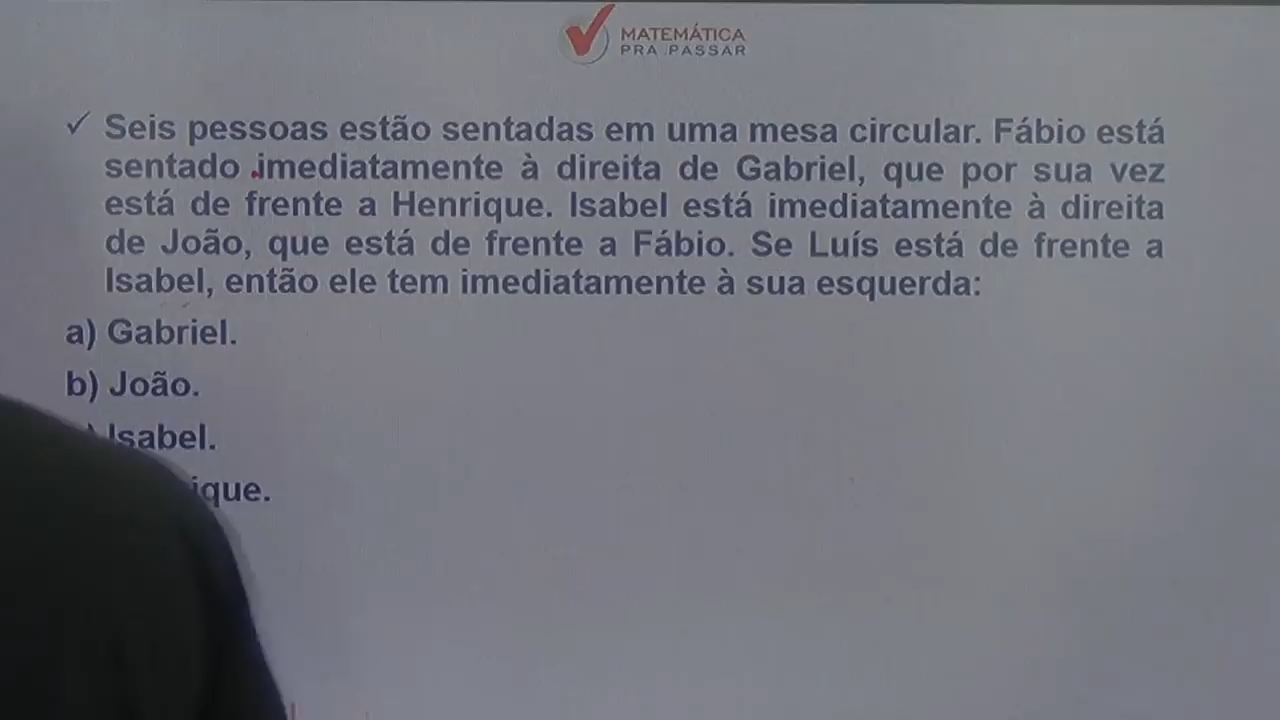 MATEMÁTICA
PRA PASSAR
✓ Seis pessoas estão sentadas em uma mesa circular. Fábio está
sentado imediatamente à direita de Gabriel, que por sua vez
está de frente a Henrique. Isabel está imediatamente à direita
de João, que está de frente a Fábio. Se Luís está de frente a
Isabel, então ele tem imediatamente à sua esquerda:
a) Gabriel.
b) João.
Isabel.
ique.